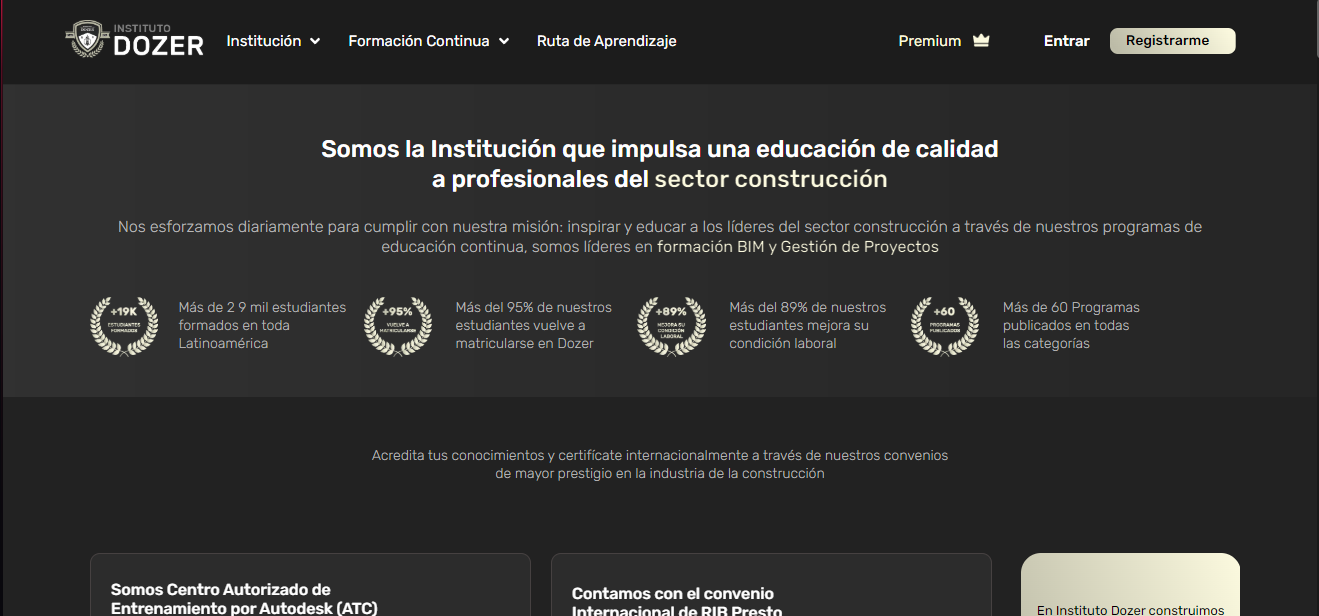 INSTITUTO
DOZER
Institución
Formación Continua
Ruta de Aprendizaje
Premium
Entrar
Registrarme
Somos la Institución que impulsa una educación de calidad
a profesionales del sector construcción
Nos esforzamos diariamente para cumplir con nuestra misión: inspirar y educar a los líderes del sector construcción a través de nuestros programas de
educación continua, somos líderes en formación BIM y Gestión de Proyectos
+19K
ESTUDIANTES
FORMADOS
Más de 2 9 mil estudiantes
formados en toda
Latinoamérica
+95%
VUELVE A
MATRICULARSE
Más del 95% de nuestros
estudiantes vuelve a
matricularse en Dozer
+89%
MEJORA SU
CONDICIÓN
LABORAL
Más del 89% de nuestros
estudiantes mejora su
condición laboral
+60
PROGRAMAS
PUBLICADOS
Más de 60 Programas
publicados en todas
las categorías
Acredita tus conocimientos y certifícate internacionalmente a través de nuestros convenios
de mayor prestigio en la industria de la construcción
Somos Centro Autorizado de
Entrenamiento por Autodesk (ATC)
Contamos con el convenio
Internacional de RIB Presto
En Instituto Dozer construimos